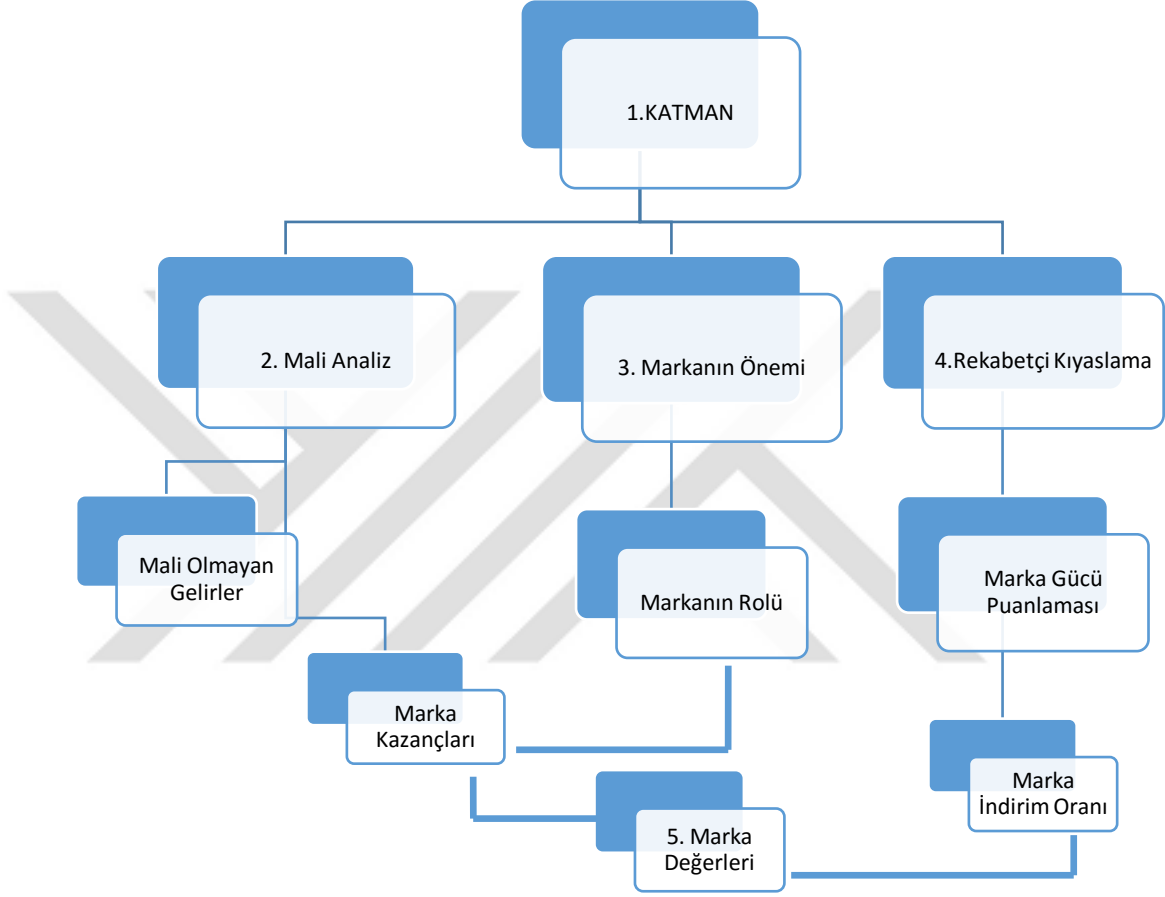 1.KATMAN
2. Mali Analiz
3. Markanın Önemi
4.Rekabetçi Kıyaslama
Mali Olmayan
Gelirler
Markanın Rolü
Marka Gücü
Puanlaması
Marka
Kazançları
Marka
İndirim Oranı
5. Marka
Değerleri